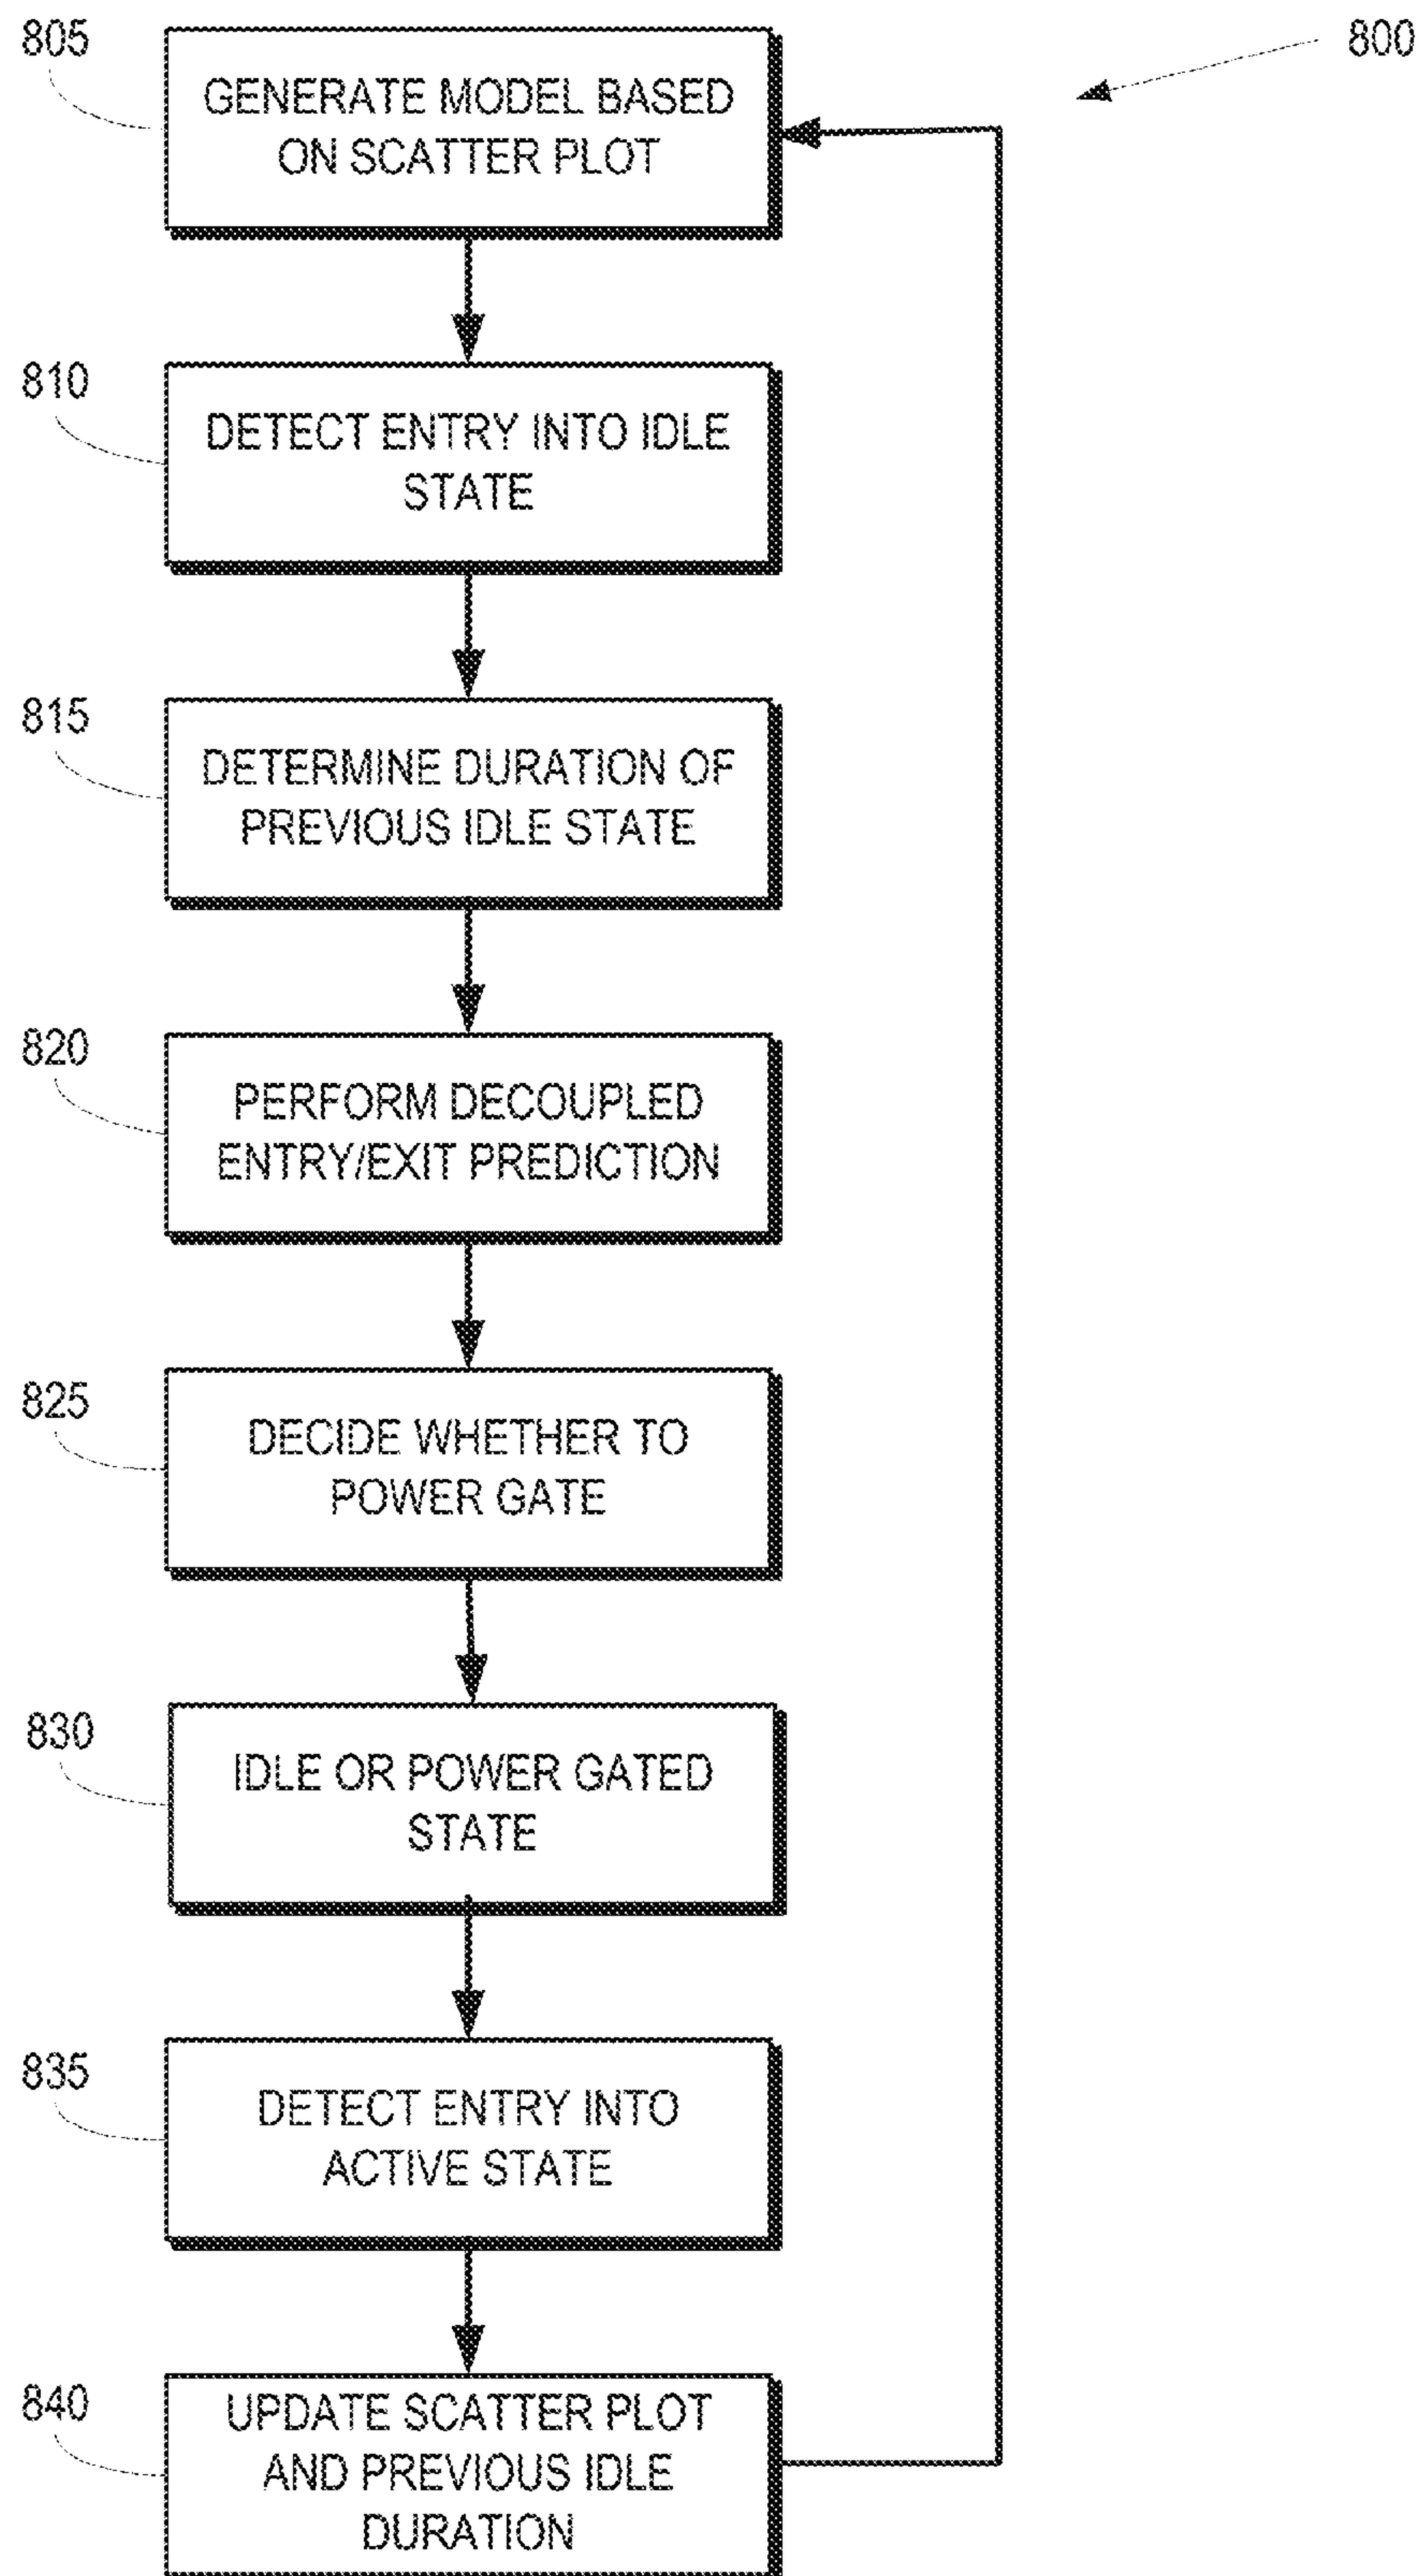 805
800
GENERATE MODEL BASED
ON SCATTER PLOT
810
DETECT ENTRY INTO IDLE
STATE
815
DETERMINE DURATION OF
PREVIOUS IDLE STATE
820
PERFORM DECOUPLED
ENTRY/EXIT PREDICTION
825
DECIDE WHETHER TO
POWER GATE
830
IDLE OR POWER GATED
STATE
835
DETECT ENTRY INTO
ACTIVE STATE
840
UPDATE SCATTER PLOT
AND PREVIOUS IDLE
DURATION